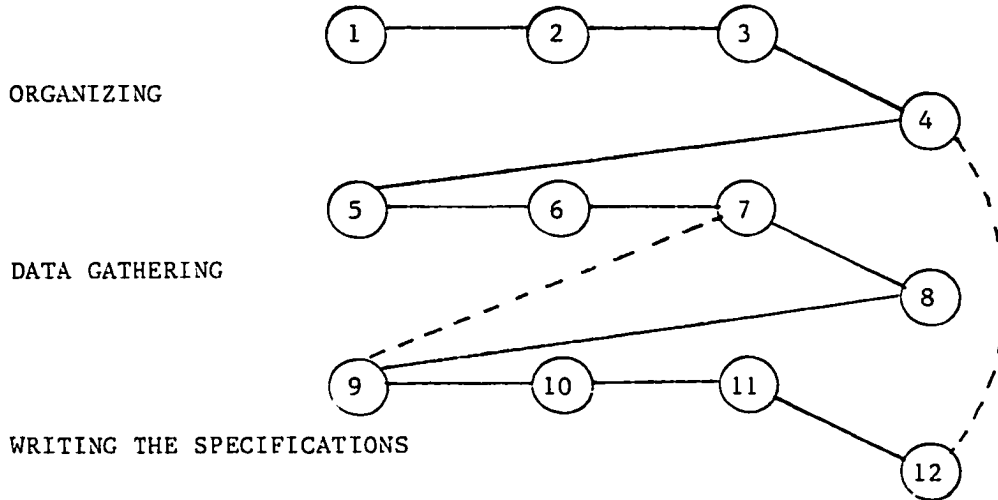 1 2 3
ORGANIZING
4
5 6 7
DATA GATHERING
8
9 10 11
WRITING THE SPECIFICATIONS
12